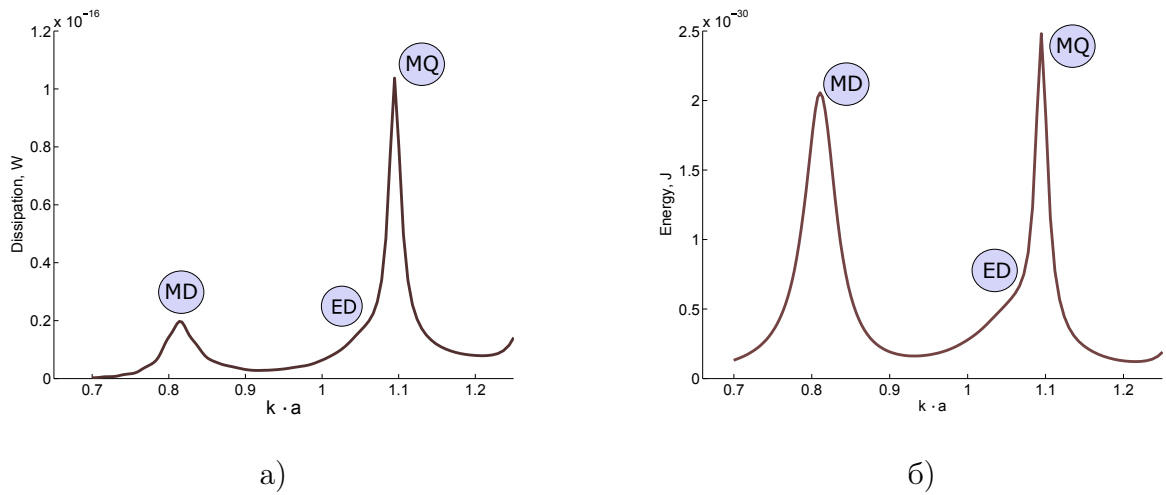 x 10⁻¹⁶
1.2
1
0.8
0.6
0.4
0.2
0
Dissipation, W
MD
ED
MQ
0.7 0.8 0.9 1 1.1 1.2
k · a
а)
x 10⁻³⁰
2.5
2
1.5
1
0.5
0
Energy, J
MD
ED
MQ
0.7 0.8 0.9 1 1.1 1.2
k · a
б)